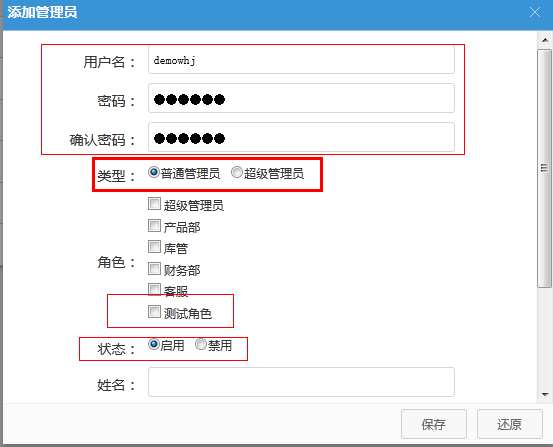 添加管理员
用户名： demowhj
密码： ●●●●●●
确认密码： ●●●●●●
类型： 普通管理员 超级管理员
超级管理员
产品部
库管
角色： 财务部
客服
测试角色
状态： 启用 禁用
姓名：
保存 还原